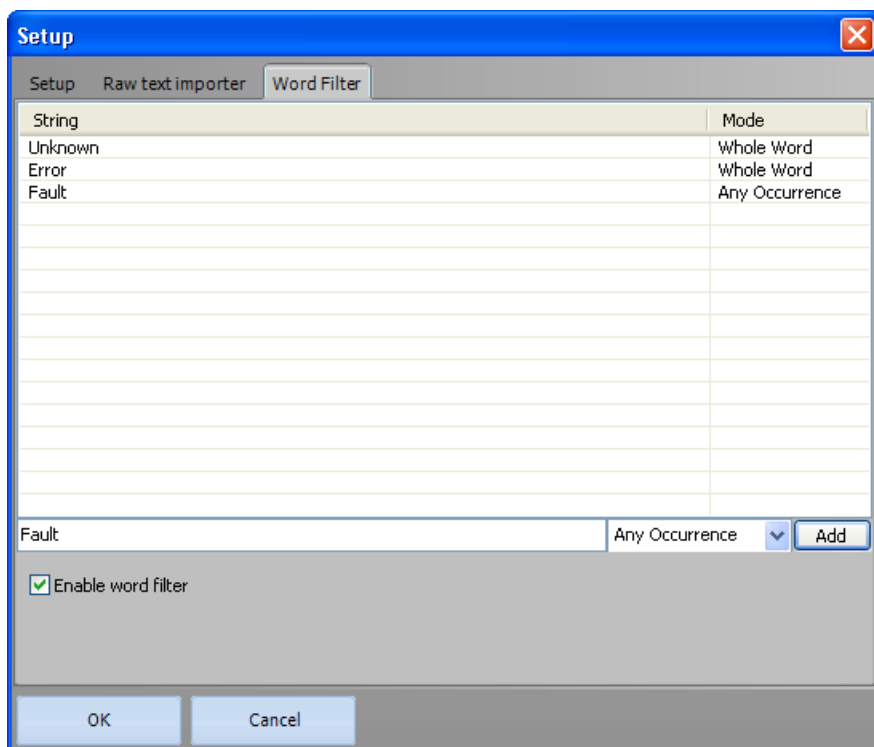 Setup
Setup Raw text importer Word Filter
String Mode
Unknown Whole Word
Error Whole Word
Fault Any Occurrence
Fault Any Occurrence Add
Enable word filter
OK Cancel